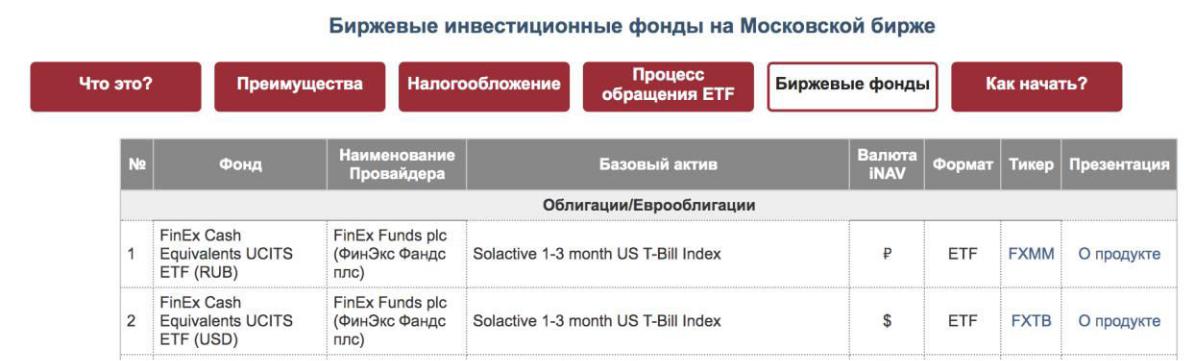 Биржевые инвестиционные фонды на Московской бирже
Что это?
Преимущества
Налогообложение
Процесс
обращения ETF
Биржевые фонды
Как начать?
№
Фонд
Наименование
Провайдера
Базовый актив
Валюта
iNAV
Формат
Тикер
Презентация
Облигации/Еврооблигации
1
FinEx Cash
Equivalents UCITS
ETF (RUB)
FinEx Funds plc
(ФинЭкс Фандс
плс)
Solactive 1-3 month US T-Bill Index
₽
ETF
FXMM
О продукте
2
FinEx Cash
Equivalents UCITS
ETF (USD)
FinEx Funds plc
(ФинЭкс Фандс
плс)
Solactive 1-3 month US T-Bill Index
$
ETF
FXTB
О продукте